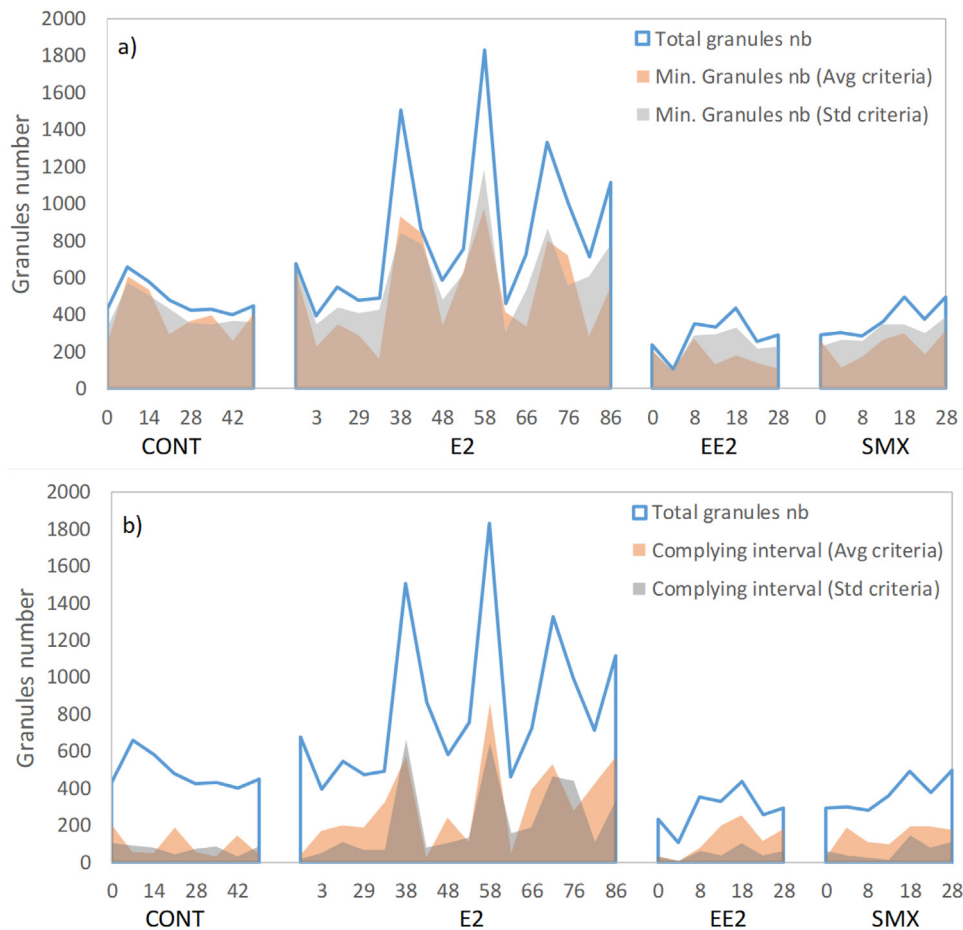 a)
Granules number
2000
1800
1600
1400
1200
1000
800
600
400
200
0
Total granules nb
Min. Granules nb (Avg criteria)
Min. Granules nb (Std criteria)
0 14 28 42 3 29 38 48 58 66 76 86 0 8 18 28 0 8 18 28
CONT E2 EE2 SMX
b)
Granules number
2000
1800
1600
1400
1200
1000
800
600
400
200
0
Total granules nb
Complying interval (Avg criteria)
Complying interval (Std criteria)
0 14 28 42 3 29 38 48 58 66 76 86 0 8 18 28 0 8 18 28
CONT E2 EE2 SMX